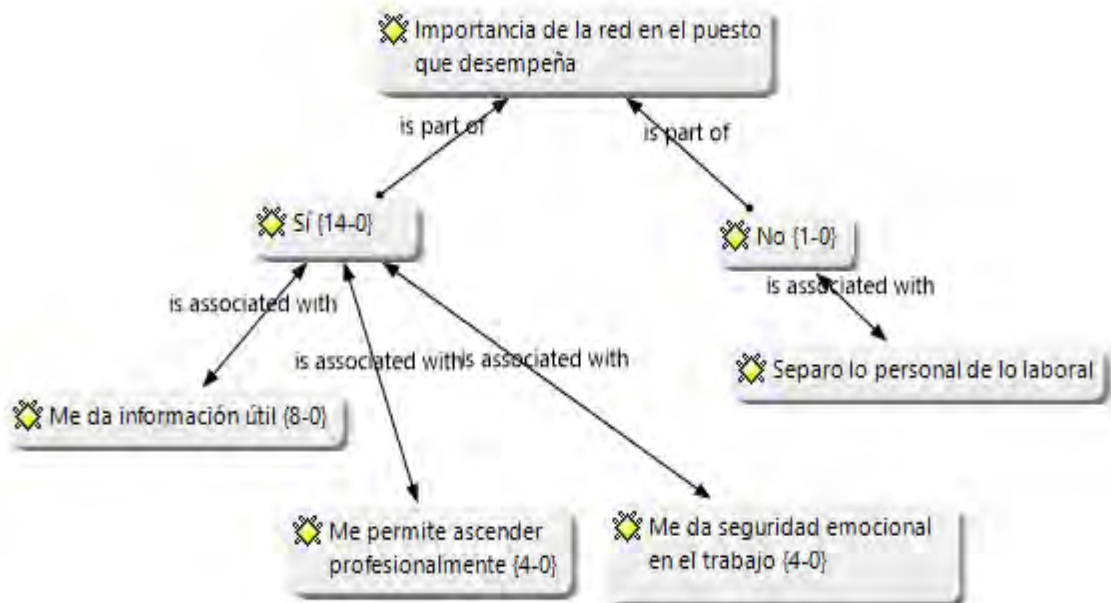 Importancia de la red en el puesto
que desempeña
is part of
is part of
Sí {14-0}
No {1-0}
is associated with
is associated with
is associated with
is associated with
Separo lo personal de lo laboral
Me da información útil {8-0}
Me permite ascender
profesionalmente {4-0}
Me da seguridad emocional
en el trabajo {4-0}